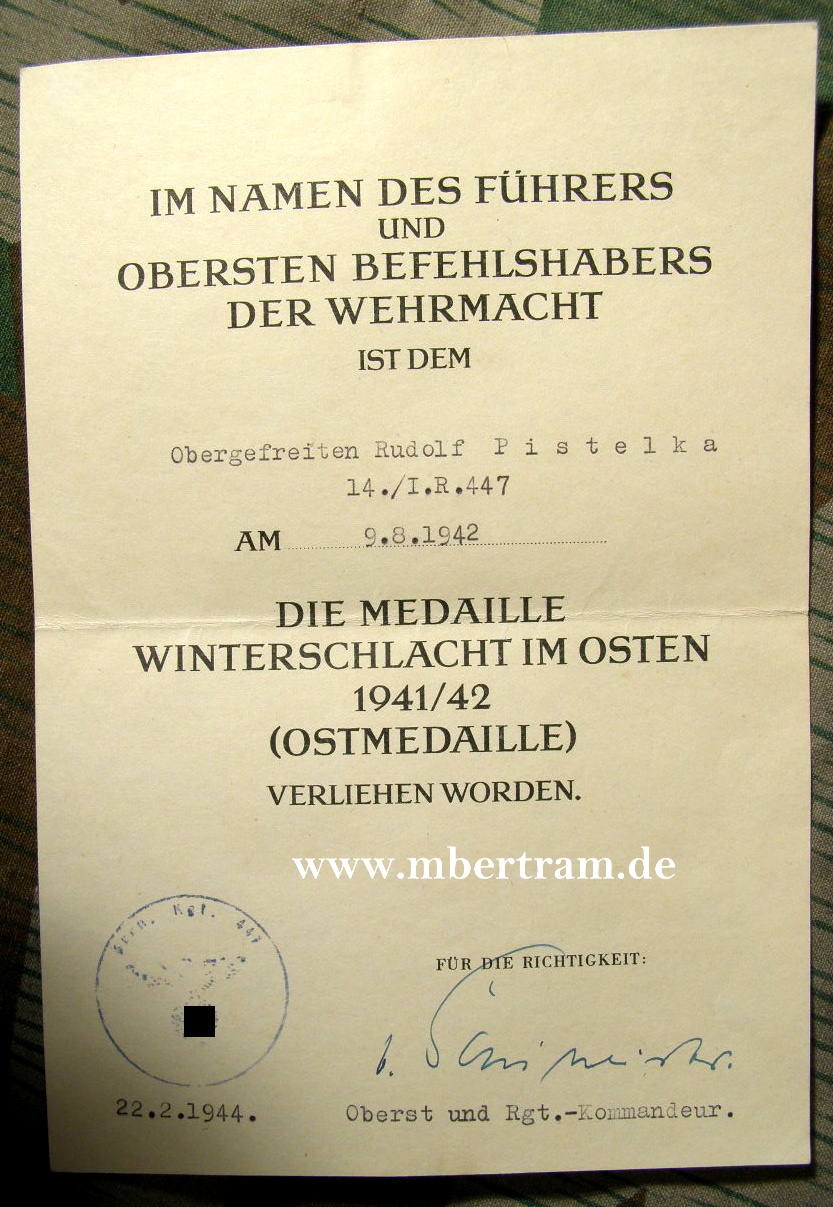 IM NAMEN DES FÜHRERS
UND
OBERSTEN BEFEHLSHABERS
DER WEHRMACHT
IST DEM
Obergefreiten Rudolf P i s t e l k a
14./I.R.447
AM 9.8.1942
DIE MEDAILLE
WINTERSCHLACHT IM OSTEN
1941/42
(OSTMEDAILLE)
VERLIEHEN WORDEN.
www.mbertram.de
Rgt. 447
FÜR DIE RICHTIGKEIT:
22.2.1944.
Oberst und Rgt.-Kommandeur.